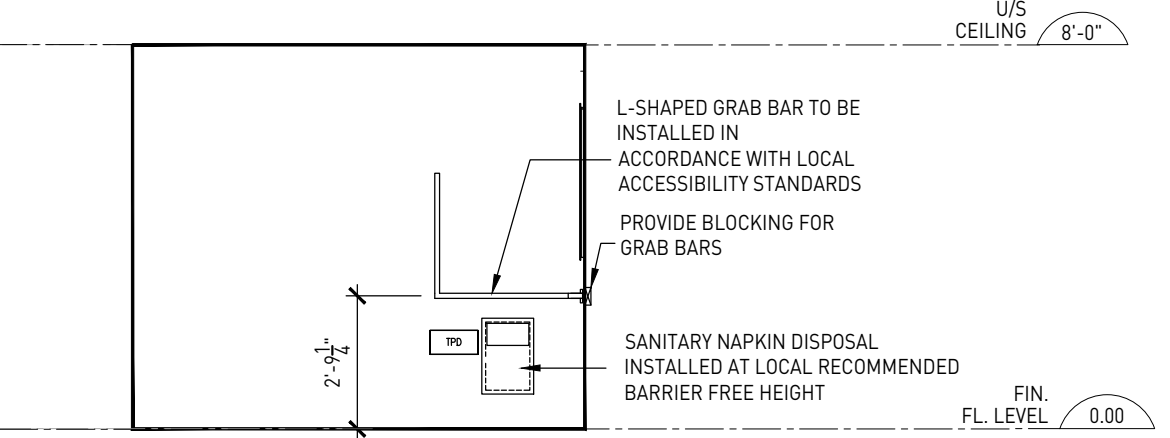 U/S
CEILING
8'-0"
L-SHAPED GRAB BAR TO BE
INSTALLED IN
ACCORDANCE WITH LOCAL
ACCESSIBILITY STANDARDS
PROVIDE BLOCKING FOR
GRAB BARS
2'-9 1/4"
TPD
SANITARY NAPKIN DISPOSAL
INSTALLED AT LOCAL RECOMMENDED
BARRIER FREE HEIGHT
FIN.
FL. LEVEL
0.00